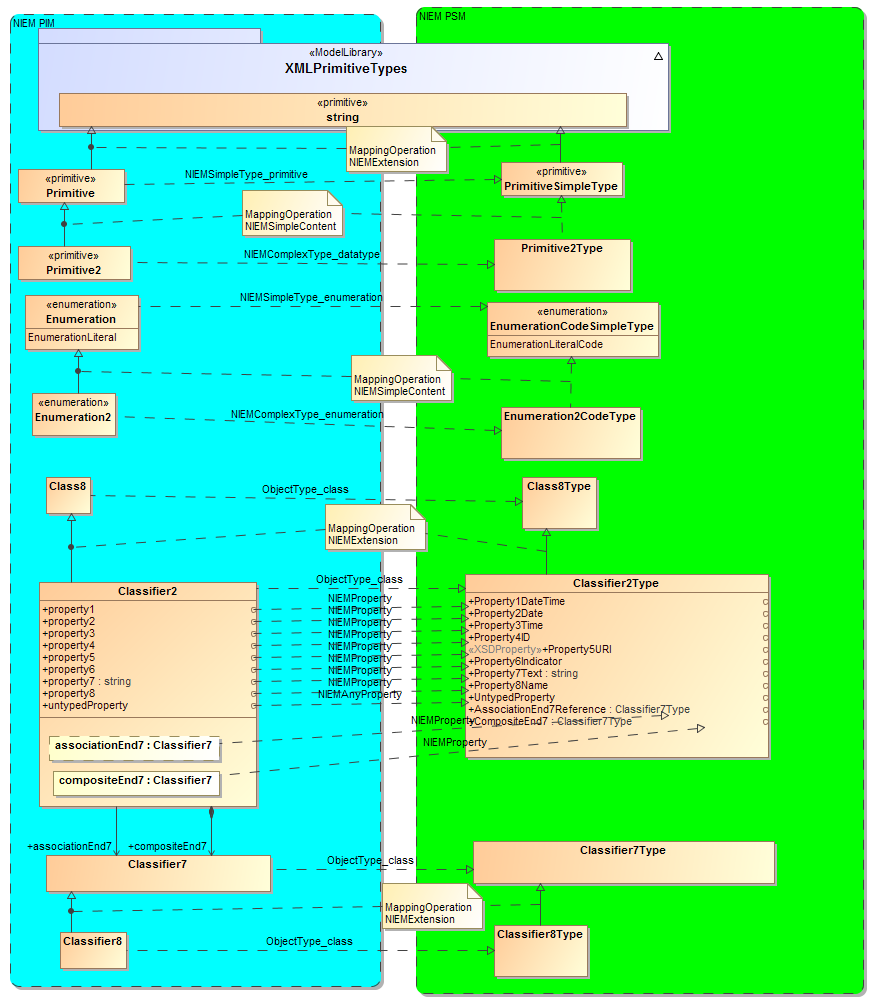 NIEM PIM
NIEM PSM
«ModelLibrary»
XMLPrimitiveTypes
«primitive»
string
MappingOperation
NIEMExtension
«primitive»
Primitive
NIEMSimpleType_primitive
«primitive»
PrimitiveSimpleType
MappingOperation
NIEMSimpleContent
«primitive»
Primitive2
NIEMComplexType_datatype
Primitive2Type
«enumeration»
Enumeration
EnumerationLiteral
NIEMSimpleType_enumeration
«enumeration»
EnumerationCodeSimpleType
EnumerationLiteralCode
MappingOperation
NIEMSimpleContent
«enumeration»
Enumeration2
NIEMComplexType_enumeration
Enumeration2CodeType
Class8
ObjectType_class
Class8Type
MappingOperation
NIEMExtension
Classifier2
+property1
+property2
+property3
+property4
+property5
+property6
+property7 : string
+property8
+untypedProperty
associationEnd7 : Classifier7
compositeEnd7 : Classifier7
ObjectType_class
NIEMProperty
NIEMProperty
NIEMProperty
NIEMProperty
NIEMProperty
NIEMProperty
NIEMProperty
NIEMProperty
NIEMAnyProperty
Classifier2Type
+Property1DateTime
+Property2Date
+Property3Time
+Property4ID
«XSDProperty»+Property5URI
+Property6Indicator
+Property7Text : string
+Property8Name
+UntypedProperty
+AssociationEnd7Reference : Classifier7Type
+CompositeEnd7 : Classifier7Type
NIEMProperty
NIEMProperty
+associationEnd7
+compositeEnd7
Classifier7
ObjectType_class
Classifier7Type
MappingOperation
NIEMExtension
Classifier8
ObjectType_class
Classifier8Type